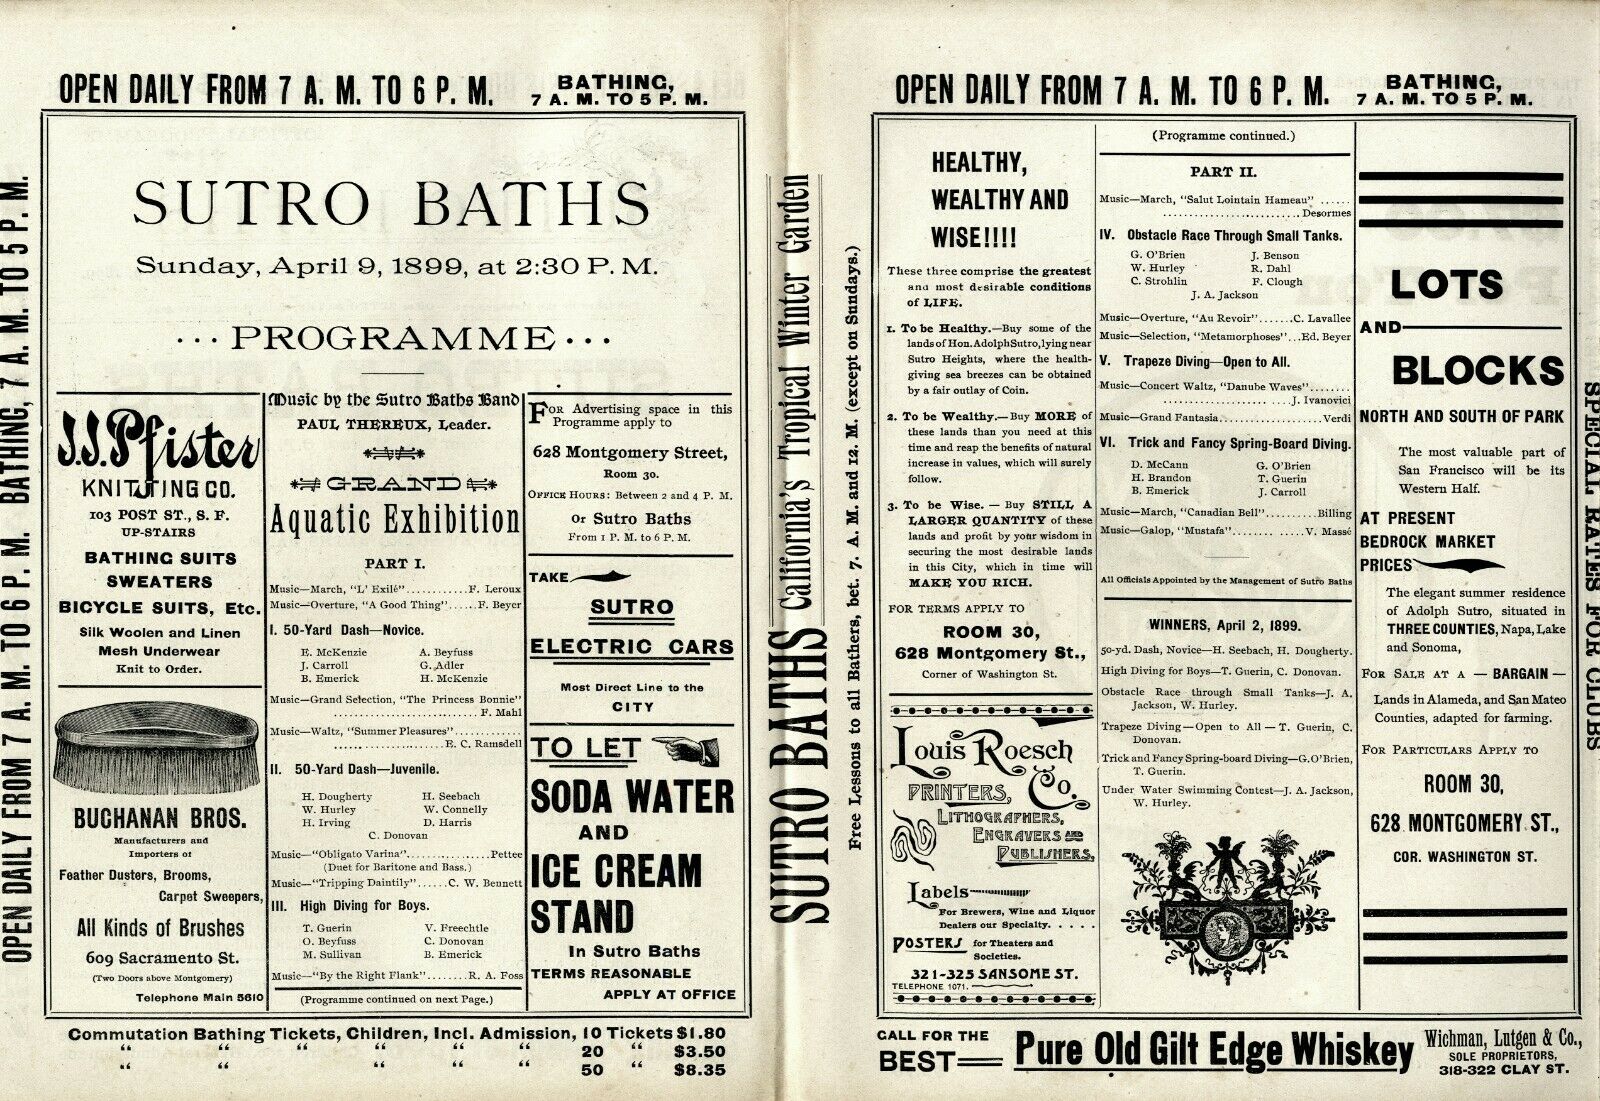 OPEN DAILY FROM 7 A. M. TO 6 P. M.
BATHING,
7 A. M. TO 5 P. M.
OPEN DAILY FROM 7 A. M. TO 6 P. M. BATHING, 7 A. M. TO 5 P. M.
SUTRO BATHS
Sunday, April 9, 1899, at 2:30 P. M.
···PROGRAMME···
J.J. Pfister
KNITTING CO.
103 POST ST., S. F.
UP-STAIRS
BATHING SUITS
SWEATERS
BICYCLE SUITS, Etc.
Silk Woolen and Linen
Mesh Underwear
Knit to Order.
BUCHANAN BROS.
Manufacturers and
Importers of
Feather Dusters, Brooms,
Carpet Sweepers,
All Kinds of Brushes
609 Sacramento St.
(Two Doors above Montgomery)
Telephone Main 5610
Music by the Sutro Baths Band
PAUL THEREUX, Leader.
GRAND
Aquatic Exhibition
PART I.
Music—March, "L' Exilé"...........F. Leroux
Music—Overture, "A Good Thing".....F. Beyer
I. 50-Yard Dash—Novice.
E. McKenzie A. Beyfuss
J. Carroll G. Adler
B. Emerick H. McKenzie
Music—Grand Selection, "The Princess Bonnie"
..........................F. Mahl
Music—Waltz, "Summer Pleasures"..............
....................E. C. Ramsdell
II. 50-Yard Dash—Juvenile.
H. Dougherty H. Seebach
W. Hurley W. Connelly
H. Irving D. Harris
C. Donovan
Music—"Obligato Varina"..............Pettee
(Duet for Baritone and Bass.)
Music—"Tripping Daintily".....C. W. Bennett
III. High Diving for Boys.
T. Guerin V. Freechtle
O. Beyfuss C. Donovan
M. Sullivan B. Emerick
Music—"By the Right Flank".......R. A. Foss
(Programme continued on next Page.)
For Advertising space in this
Programme apply to
628 Montgomery Street,
Room 30.
OFFICE HOURS: Between 2 and 4 P. M.
Or Sutro Baths
From 1 P. M. to 6 P. M.
TAKE
SUTRO
ELECTRIC CARS
Most Direct Line to the
CITY
TO LET
SODA WATER
AND
ICE CREAM
STAND
In Sutro Baths
TERMS REASONABLE
APPLY AT OFFICE
Commutation Bathing Tickets, Children, Incl. Admission, 10 Tickets $1.80
" " " " " " 20 " $3.50
" " " " " 50 " $8.35
SUTRO BATHS California's Tropical Winter Garden
Free Lessons to all Bathers, bet. 7. A. M. and 12. M. (except on Sundays.)
OPEN DAILY FROM 7 A. M. TO 6 P. M.
BATHING,
7 A. M. TO 5 P. M.
HEALTHY,
WEALTHY AND
WISE!!!!
These three comprise the greatest
and most desirable conditions
of LIFE.
1. To be Healthy.—Buy some of the
lands of Hon. Adolph Sutro, lying near
Sutro Heights, where the health-
giving sea breezes can be obtained
by a fair outlay of Coin.
2. To be Wealthy.—Buy MORE of
these lands than you need at this
time and reap the benefits of natural
increase in values, which will surely
follow.
3. To be Wise. — Buy STILL A
LARGER QUANTITY of these
lands and profit by your wisdom in
securing the most desirable lands
in this City, which in time will
MAKE YOU RICH.
FOR TERMS APPLY TO
ROOM 30,
628 Montgomery St.,
Corner of Washington St.
Louis Roesch
Co.
PRINTERS,
LITHOGRAPHERS,
ENGRAVERS AND
PUBLISHERS.
Labels
For Brewers, Wine and Liquor
Dealers our Specialty. . . . .
POSTERS for Theaters and
Societies.
321-325 SANSOME ST.
TELEPHONE 1071.
(Programme continued.)
PART II.
Music—March, "Salut Lointain Hameau" ......
............................Desormes
IV. Obstacle Race Through Small Tanks.
G. O'Brien J. Benson
W. Hurley R. Dahl
C. Strohlin F. Clough
J. A. Jackson
Music—Overture, "Au Revoir".......C. Lavallee
Music—Selection, "Metamorphoses"...Ed. Beyer
V. Trapeze Diving—Open to All.
Music—Concert Waltz, "Danube Waves"........
..........................J. Ivanovici
Music—Grand Fantasia....................Verdi
VI. Trick and Fancy Spring-Board Diving.
D. McCann G. O'Brien
H. Brandon T. Guerin
B. Emerick J. Carroll
Music—March, "Canadian Bell"..........Billing
Music—Galop, "Mustafa"........ .....V. Massé
All Officials Appointed by the Management of Sutro Baths
WINNERS, April 2, 1899.
50-yd. Dash, Novice—H. Seebach, H. Dougherty.
High Diving for Boys—T. Guerin, C. Donovan.
Obstacle Race through Small Tanks—J. A.
Jackson, W. Hurley.
Trapeze Diving—Open to All — T. Guerin, C.
Donovan.
Trick and Fancy Spring-board Diving—G.O'Brien,
T. Guerin.
Under Water Swimming Contest—J. A. Jackson,
W. Hurley.
LOTS
AND
BLOCKS
NORTH AND SOUTH OF PARK
The most valuable part of
San Francisco will be its
Western Half.
AT PRESENT
BEDROCK MARKET
PRICES
The elegant summer residence
of Adolph Sutro, situated in
THREE COUNTIES, Napa, Lake
and Sonoma,
FOR SALE AT A — BARGAIN —
Lands in Alameda, and San Mateo
Counties, adapted for farming.
FOR PARTICULARS APPLY TO
ROOM 30,
628 MONTGOMERY ST.,
COR. WASHINGTON ST.
SPECIAL RATES FOR CLUBS
CALL FOR THE
BEST
Pure Old Gilt Edge Whiskey
Wichman, Lutgen & Co.,
SOLE PROPRIETORS,
318-322 CLAY ST.